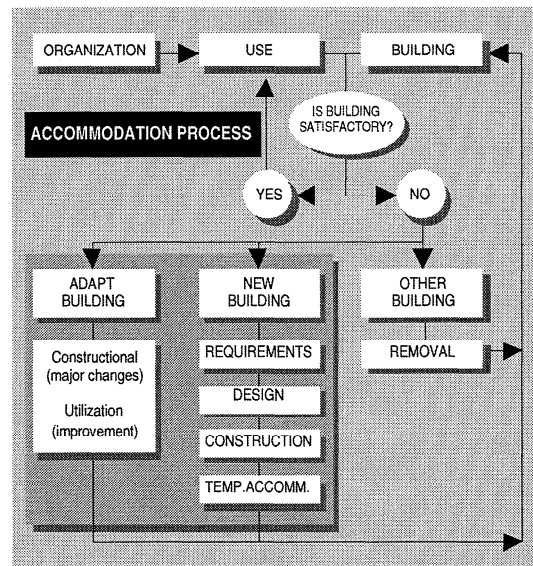 ORGANIZATION
USE
BUILDING
IS BUILDING
SATISFACTORY?
ACCOMMODATION PROCESS
YES
NO
ADAPT
BUILDING
NEW
BUILDING
OTHER
BUILDING
Constructional
(major changes)
Utilization
(improvement)
REQUIREMENTS
DESIGN
CONSTRUCTION
TEMP.ACCOMM.
REMOVAL